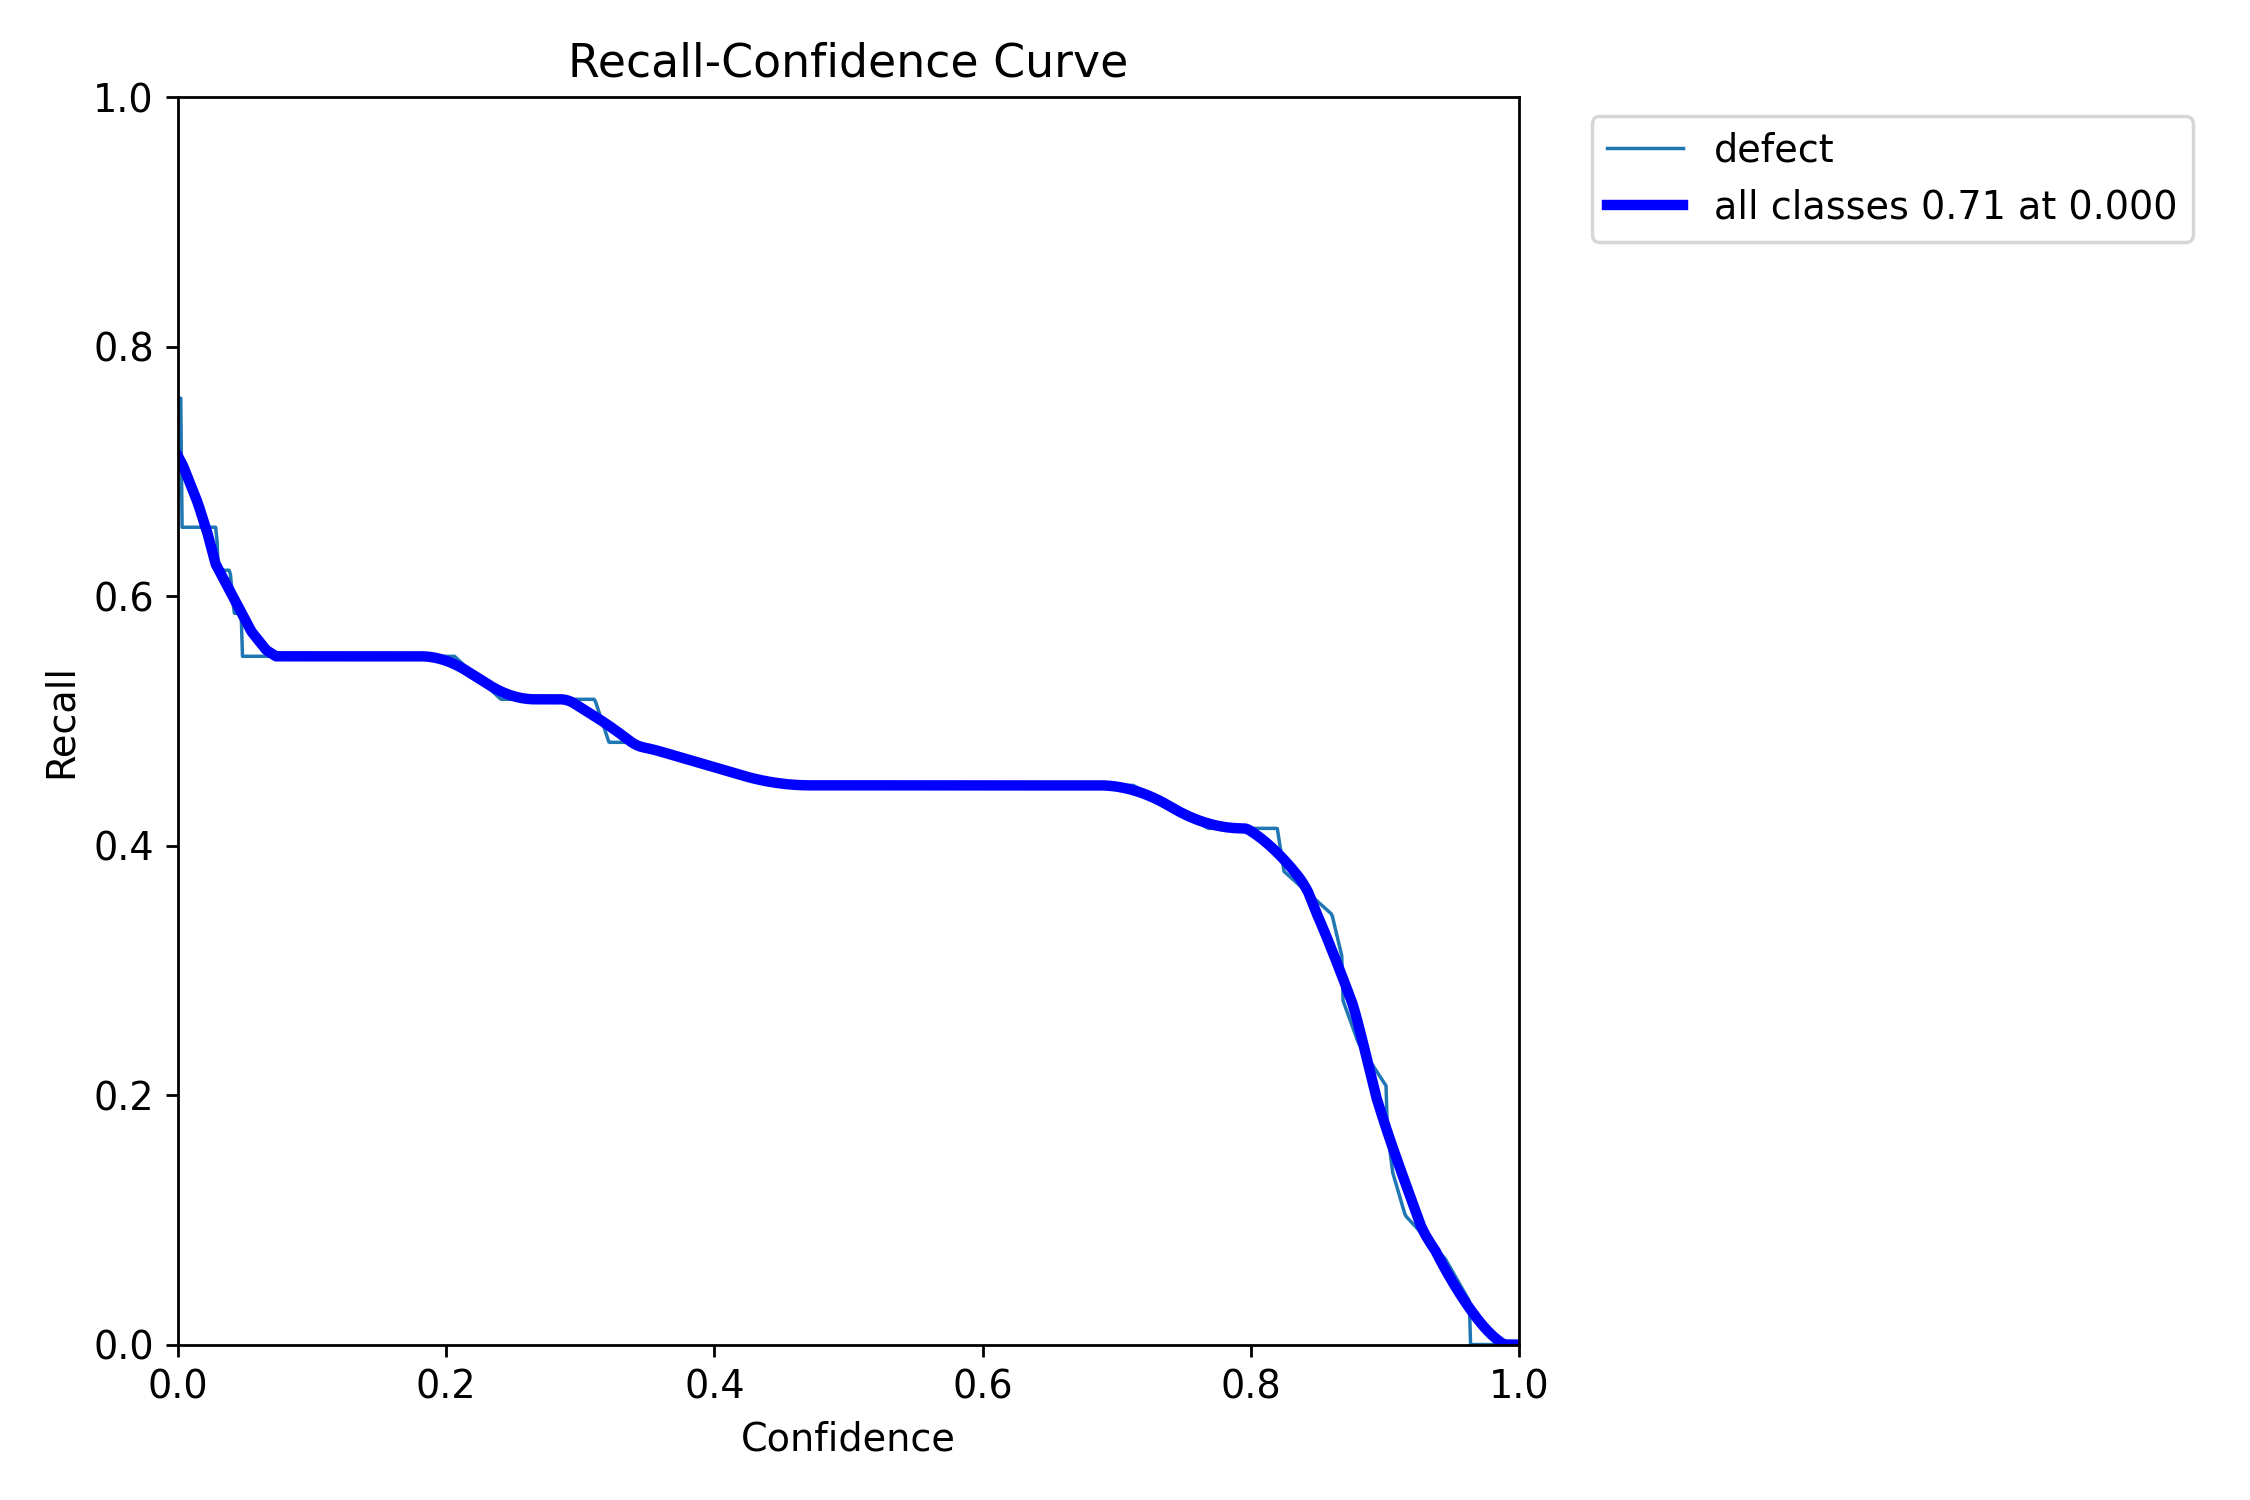 Recall-Confidence Curve
1.0
0.8
0.6
0.4
0.2
0.0
Recall
0.0 0.2 0.4 0.6 0.8 1.0
Confidence
defect
all classes 0.71 at 0.000